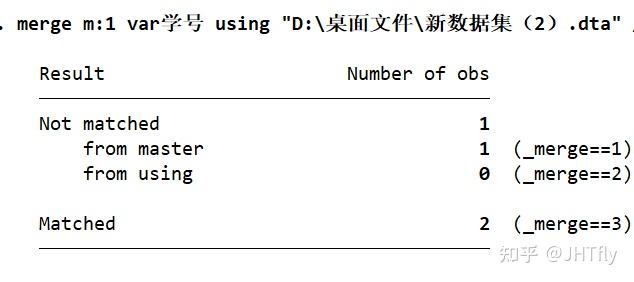 . merge m:1 var学号 using "D:\桌面文件\新数据集（2）.dta"
Result Number of obs
Not matched 1
from master 1 (_merge==1)
from using 0 (_merge==2)
Matched 2 (_merge==3)
知乎 @JHTfly